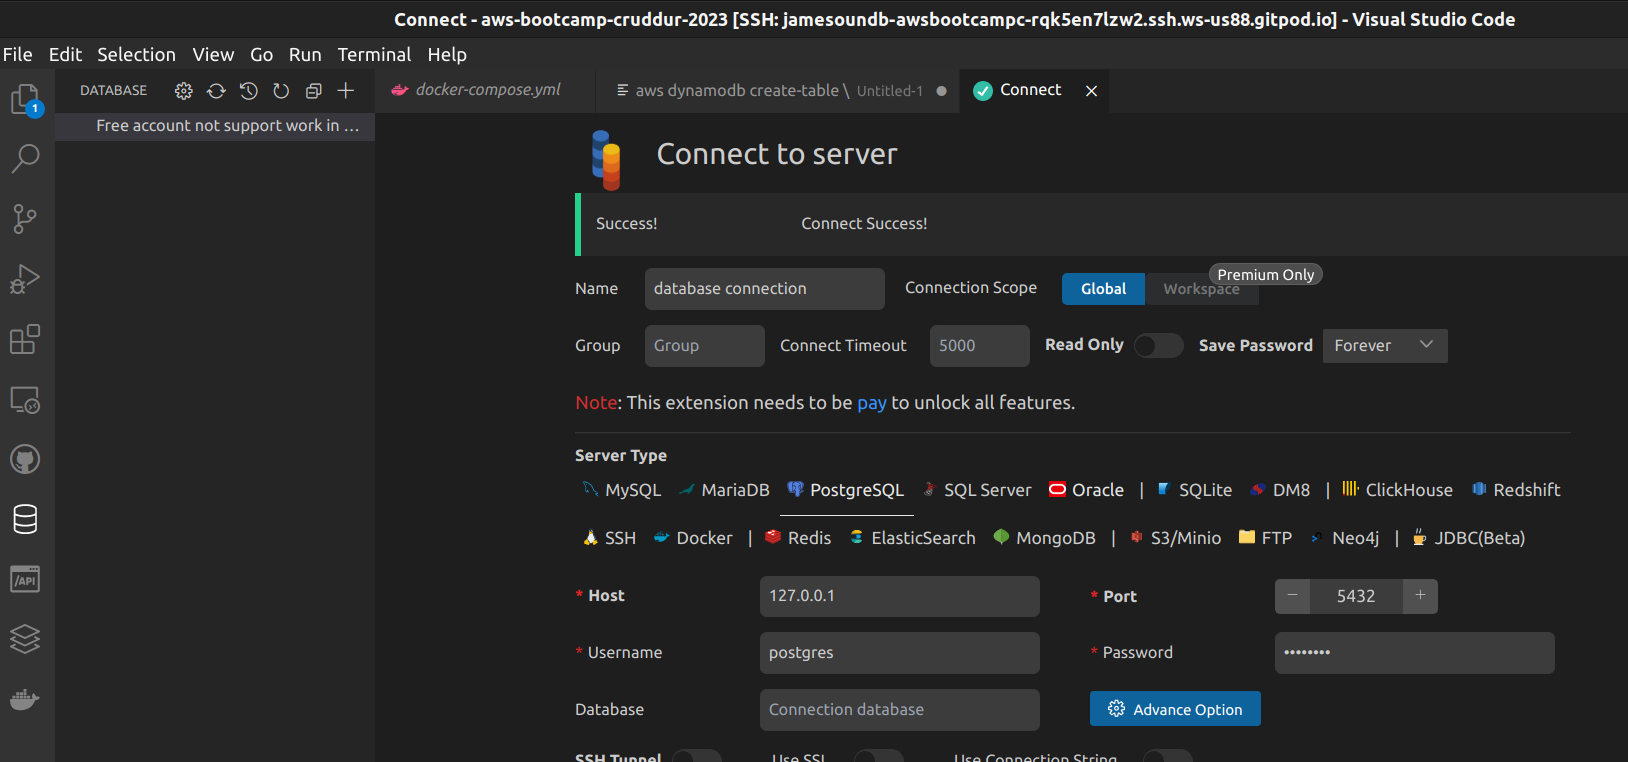 Connect - aws-bootcamp-cruddur-2023 [SSH: jamesoundb-awsbootcampc-rqk5en7lzw2.ssh.ws-us88.gitpod.io] - Visual Studio Code
File Edit Selection View Go Run Terminal Help
DATABASE docker-compose.yml aws dynamodb create-table \ Untitled-1 Connect
1
Free account not support work in ...
Connect to server
Success! Connect Success!
Premium Only
Name database connection Connection Scope Global Workspace
Group Group Connect Timeout 5000 Read Only Save Password Forever
Note: This extension needs to be pay to unlock all features.
Server Type
MySQL MariaDB PostgreSQL SQL Server Oracle | SQLite DM8 | ClickHouse Redshift
SSH Docker | Redis ElasticSearch MongoDB | S3/Minio FTP Neo4j | JDBC(Beta)
* Host 127.0.0.1 * Port − 5432 +
/API
* Username postgres * Password ••••••••
Database Connection database Advance Option
SSH Tunnel Use SSL Use Connection String